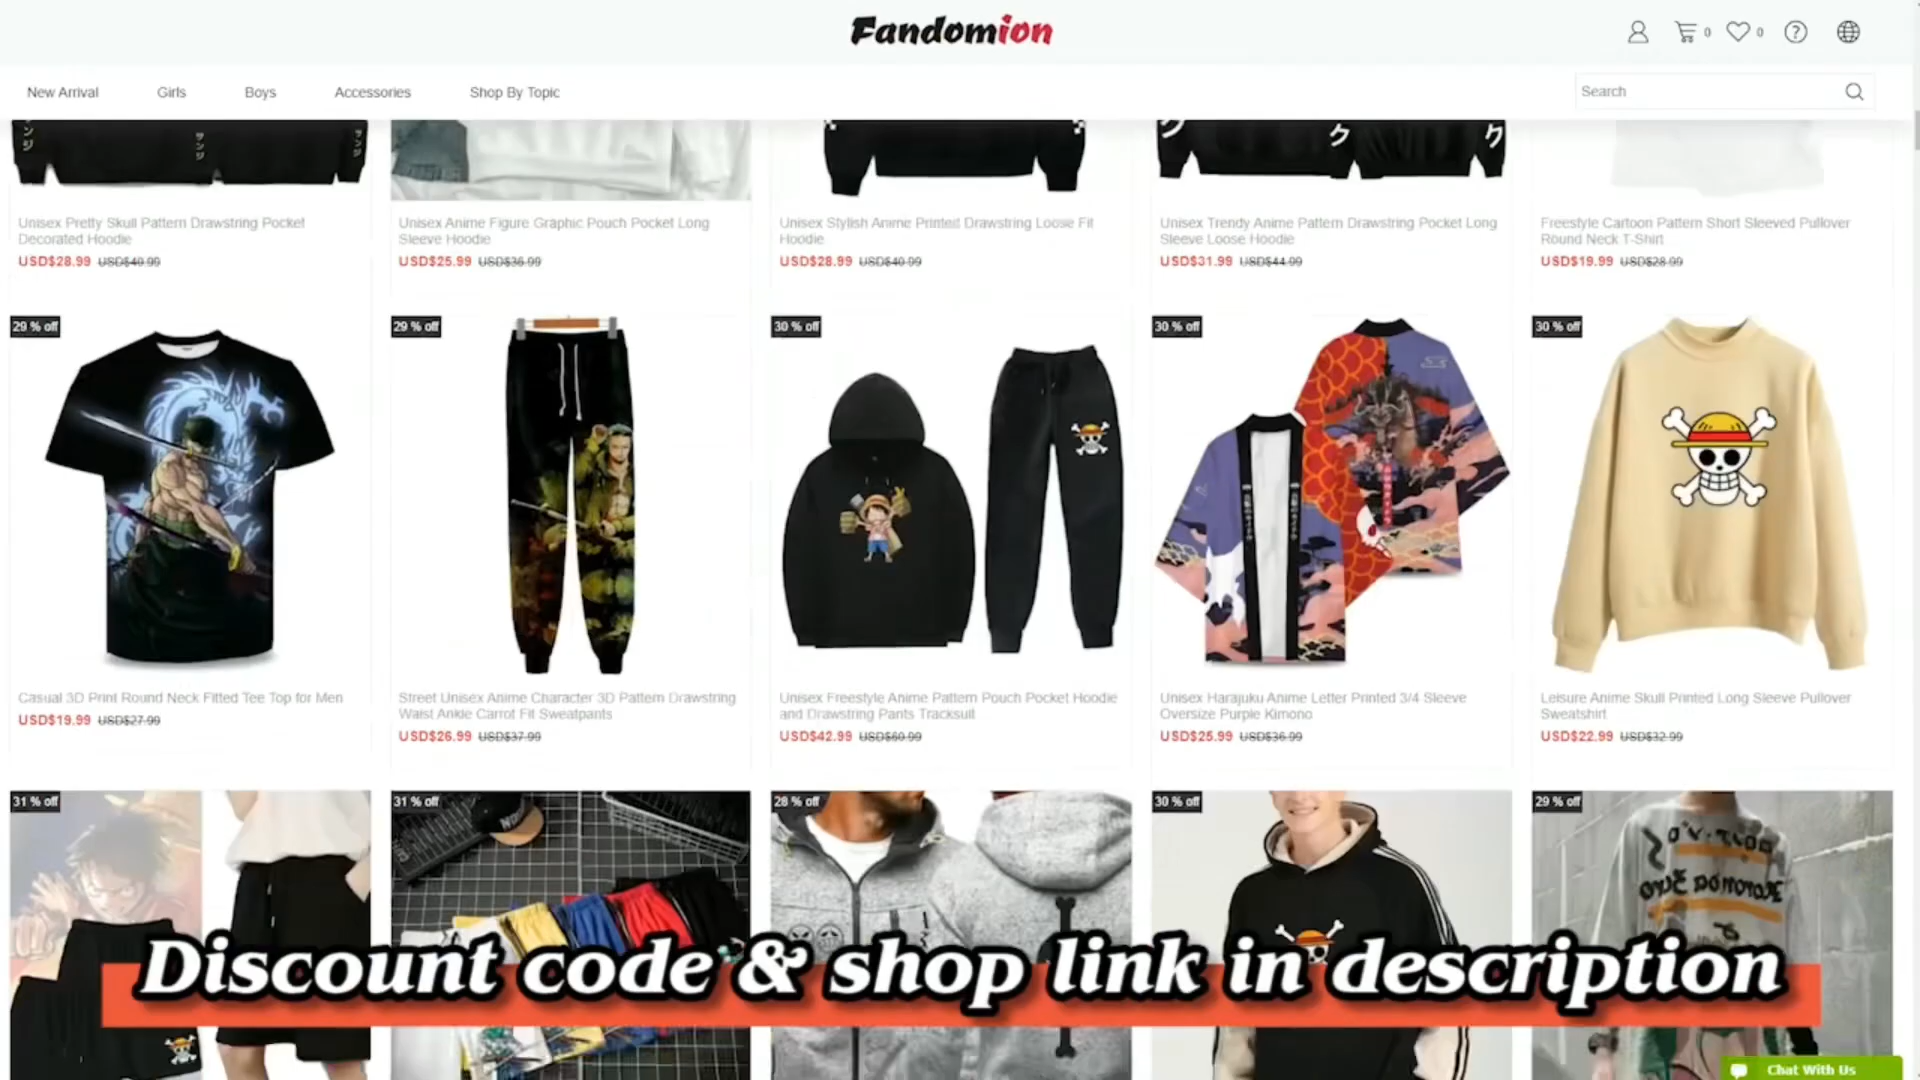 Fandomion
0
0
New Arrival
Girls
Boys
Accessories
Shop By Topic
Search
サンジ
ク
ク
Unisex Pretty Skull Pattern Drawstring Pocket
Decorated Hoodie
USD$28.99 USD$40.99
Unisex Anime Figure Graphic Pouch Pocket Long
Sleeve Hoodie
USD$25.99 USD$36.99
Unisex Stylish Anime Printed Drawstring Loose Fit
Hoodie
USD$28.99 USD$40.99
Unisex Trendy Anime Pattern Drawstring Pocket Long
Sleeve Loose Hoodie
USD$31.99 USD$44.99
Freestyle Cartoon Pattern Short Sleeved Pullover
Round Neck T-Shirt
USD$19.99 USD$28.99
29 % off
29 % off
30 % off
30 % off
30 % off
Casual 3D Print Round Neck Fitted Tee Top for Men
USD$19.99 USD$27.99
Street Unisex Anime Character 3D Pattern Drawstring
Waist Ankle Carrot Fit Sweatpants
USD$26.99 USD$37.99
Unisex Freestyle Anime Pattern Pouch Pocket Hoodie
and Drawstring Pants Tracksuit
USD$42.99 USD$60.99
Unisex Harajuku Anime Letter Printed 3/4 Sleeve
Oversize Purple Kimono
USD$25.99 USD$36.99
Leisure Anime Skull Printed Long Sleeve Pullover
Sweatshirt
USD$22.99 USD$32.99
31 % off
31 % off
28 % off
30 % off
29 % off
Discount code & shop link in description
Chat With Us